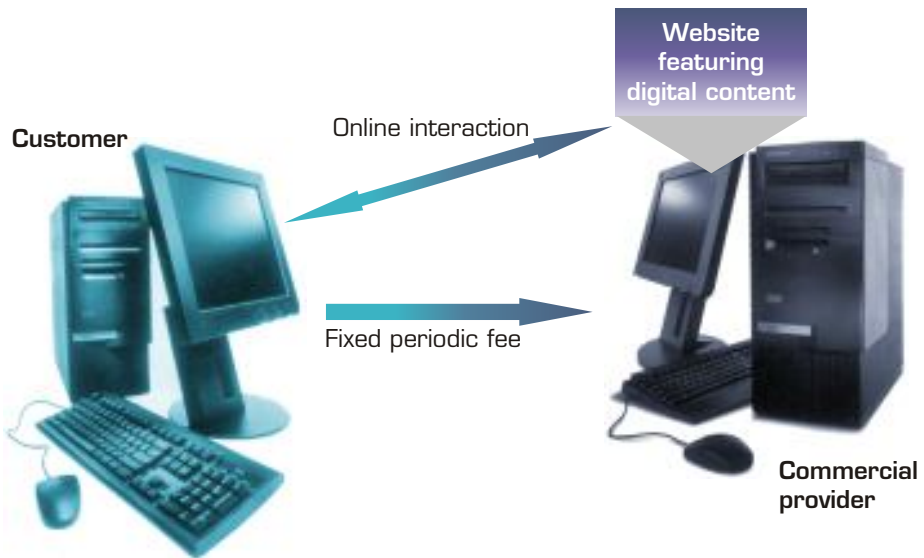 Website
featuring
digital content
Customer
Online interaction
Fixed periodic fee
Commercial
provider